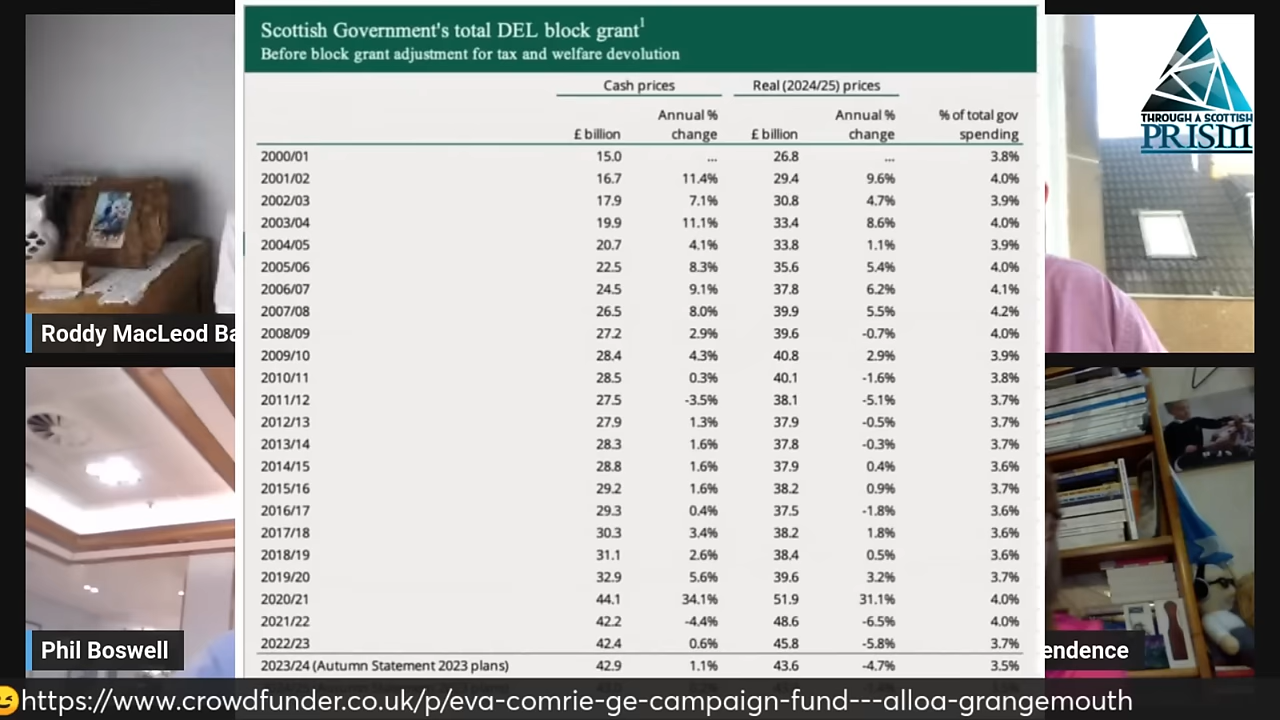 Scottish Government's total DEL block grant¹
Before block grant adjustment for tax and welfare devolution
Cash prices Real (2024/25) prices
£ billion Annual % change £ billion Annual % change % of total gov spending
2000/01 15.0 ... 26.8 ... 3.8%
2001/02 16.7 11.4% 29.4 9.6% 4.0%
2002/03 17.9 7.1% 30.8 4.7% 3.9%
2003/04 19.9 11.1% 33.4 8.6% 4.0%
2004/05 20.7 4.1% 33.8 1.1% 3.9%
2005/06 22.5 8.3% 35.6 5.4% 4.0%
2006/07 24.5 9.1% 37.8 6.2% 4.1%
2007/08 26.5 8.0% 39.9 5.5% 4.2%
2008/09 27.2 2.9% 39.6 -0.7% 4.0%
2009/10 28.4 4.3% 40.8 2.9% 3.9%
2010/11 28.5 0.3% 40.1 -1.6% 3.8%
2011/12 27.5 -3.5% 38.1 -5.1% 3.7%
2012/13 27.9 1.3% 37.9 -0.5% 3.7%
2013/14 28.3 1.6% 37.8 -0.3% 3.7%
2014/15 28.8 1.6% 37.9 0.4% 3.6%
2015/16 29.2 1.6% 38.2 0.9% 3.7%
2016/17 29.3 0.4% 37.5 -1.8% 3.6%
2017/18 30.3 3.4% 38.2 1.8% 3.6%
2018/19 31.1 2.6% 38.4 0.5% 3.6%
2019/20 32.9 5.6% 39.6 3.2% 3.7%
2020/21 44.1 34.1% 51.9 31.1% 4.0%
2021/22 42.2 -4.4% 48.6 -6.5% 4.0%
2022/23 42.4 0.6% 45.8 -5.8% 3.7%
2023/24 (Autumn Statement 2023 plans) 42.9 1.1% 43.6 -4.7% 3.5%
THROUGH A SCOTTISH
PRISM
Roddy MacLeod Ba
Phil Boswell
endence
https://www.crowdfunder.co.uk/p/eva-comrie-ge-campaign-fund---alloa-grangemouth